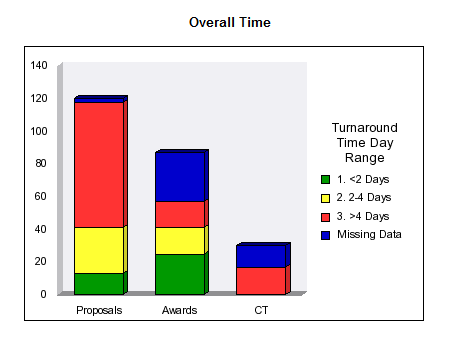 Overall Time
140
120
100
80
60
40
20
0
Proposals
Awards
CT
Turnaround
Time Day
Range
1. <2 Days
2. 2-4 Days
3. >4 Days
Missing Data